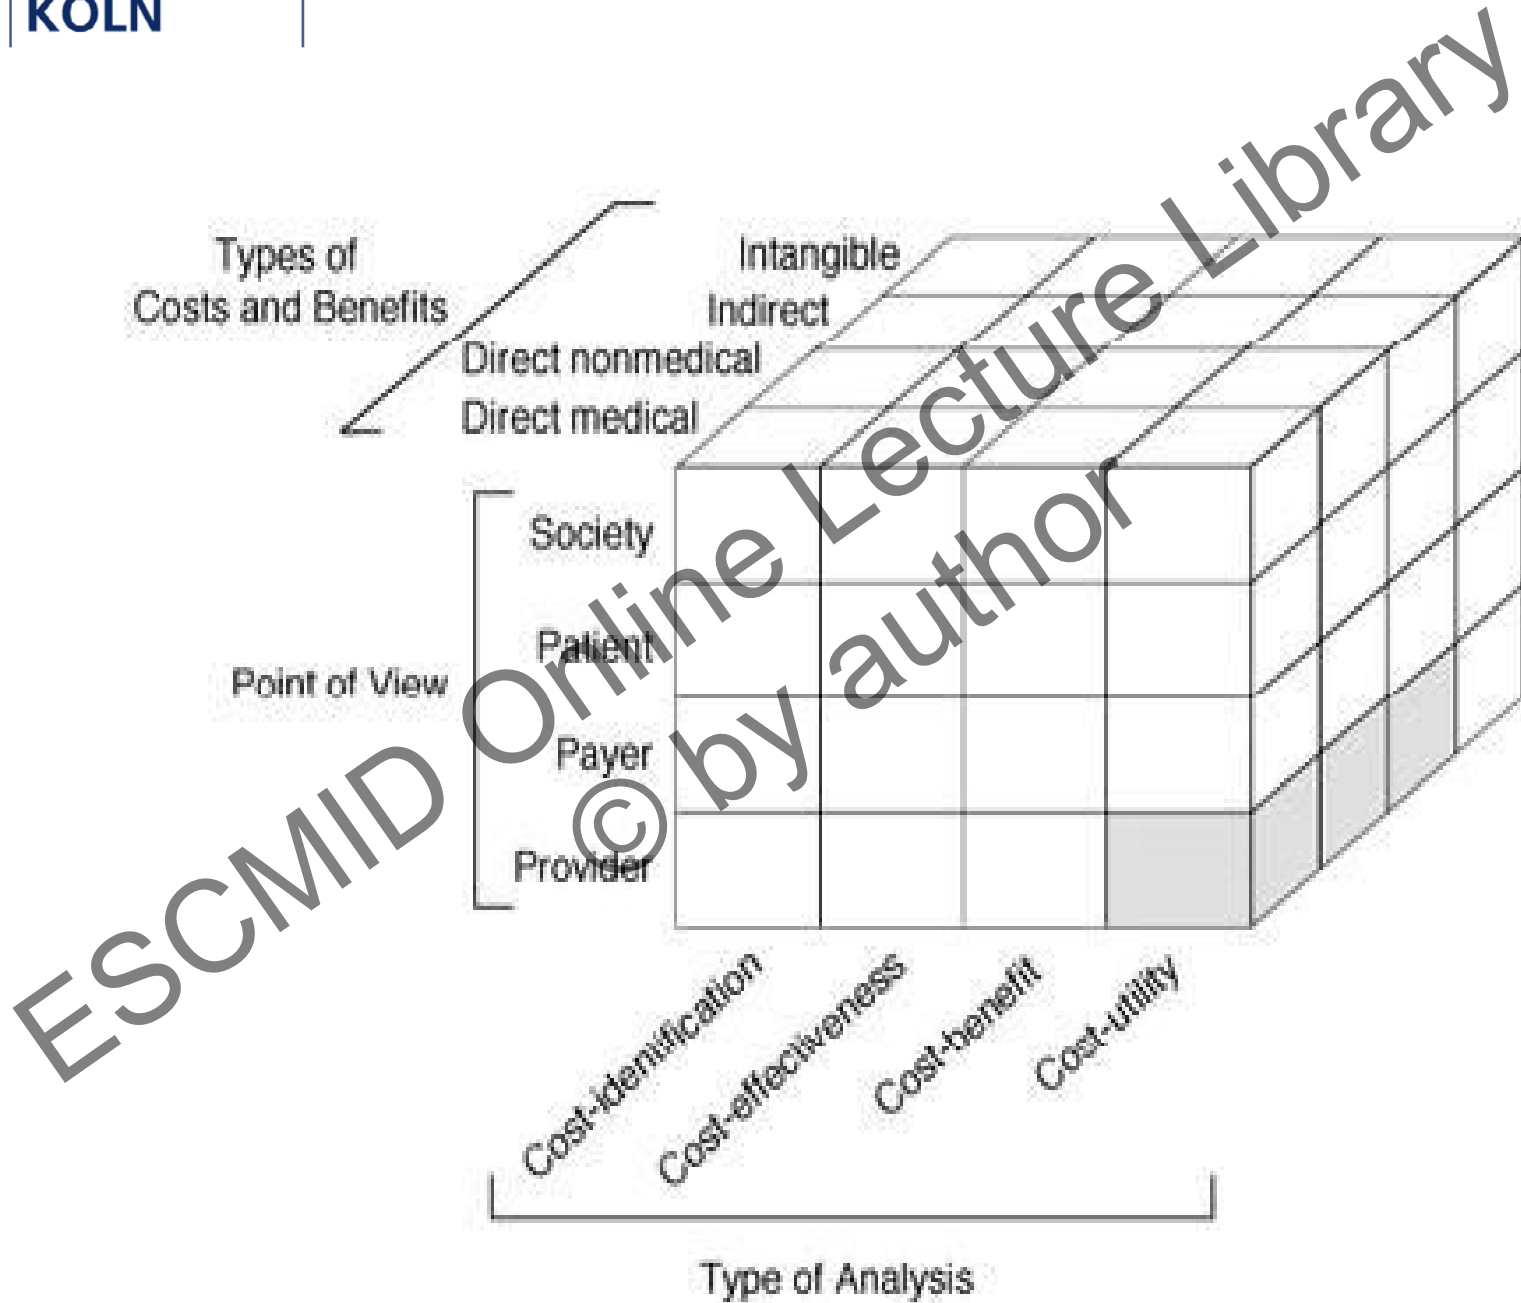 KÖLN
Types of
Costs and Benefits
Intangible
Indirect
Direct nonmedical
Direct medical
Society
Patient
Point of View
Payer
Provider
Cost-identification
Cost-effectiveness
Cost-benefit
Cost-utility
Type of Analysis
ESCMID Online Lecture Library
© by author